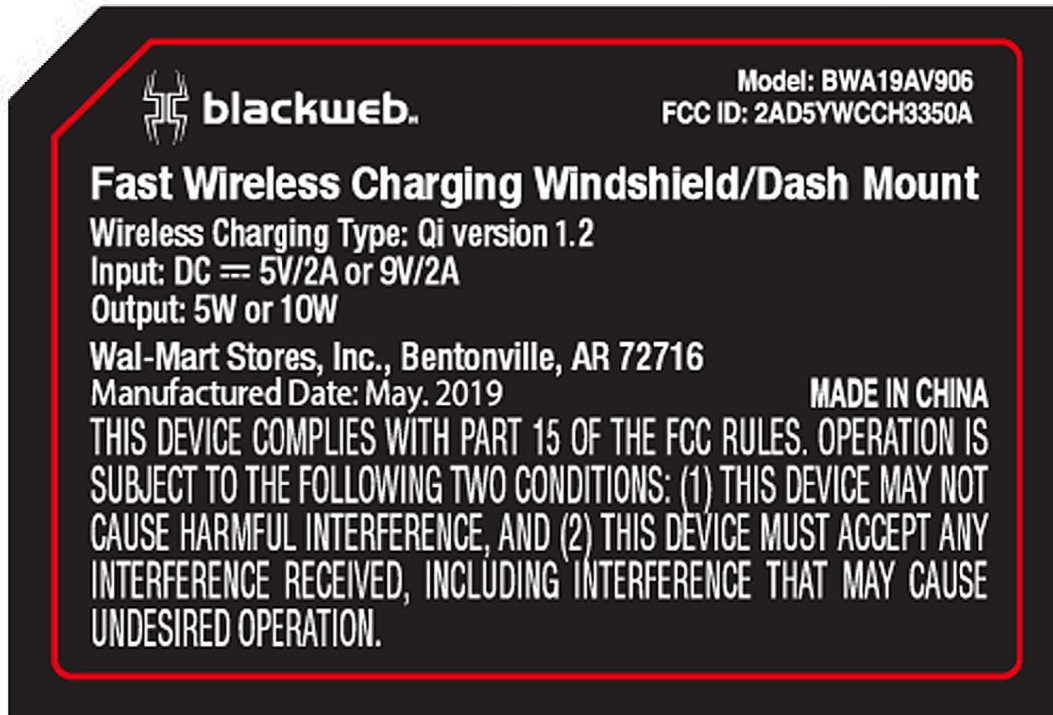 blackweb™
Model: BWA19AV906
FCC ID: 2AD5YWCCH3350A
Fast Wireless Charging Windshield/Dash Mount
Wireless Charging Type: Qi version 1.2
Input: DC ⎓ 5V/2A or 9V/2A
Output: 5W or 10W
Wal-Mart Stores, Inc., Bentonville, AR 72716
Manufactured Date: May. 2019
MADE IN CHINA
THIS DEVICE COMPLIES WITH PART 15 OF THE FCC RULES. OPERATION IS
SUBJECT TO THE FOLLOWING TWO CONDITIONS: (1) THIS DEVICE MAY NOT
CAUSE HARMFUL INTERFERENCE, AND (2) THIS DEVICE MUST ACCEPT ANY
INTERFERENCE RECEIVED, INCLUDING INTERFERENCE THAT MAY CAUSE
UNDESIRED OPERATION.